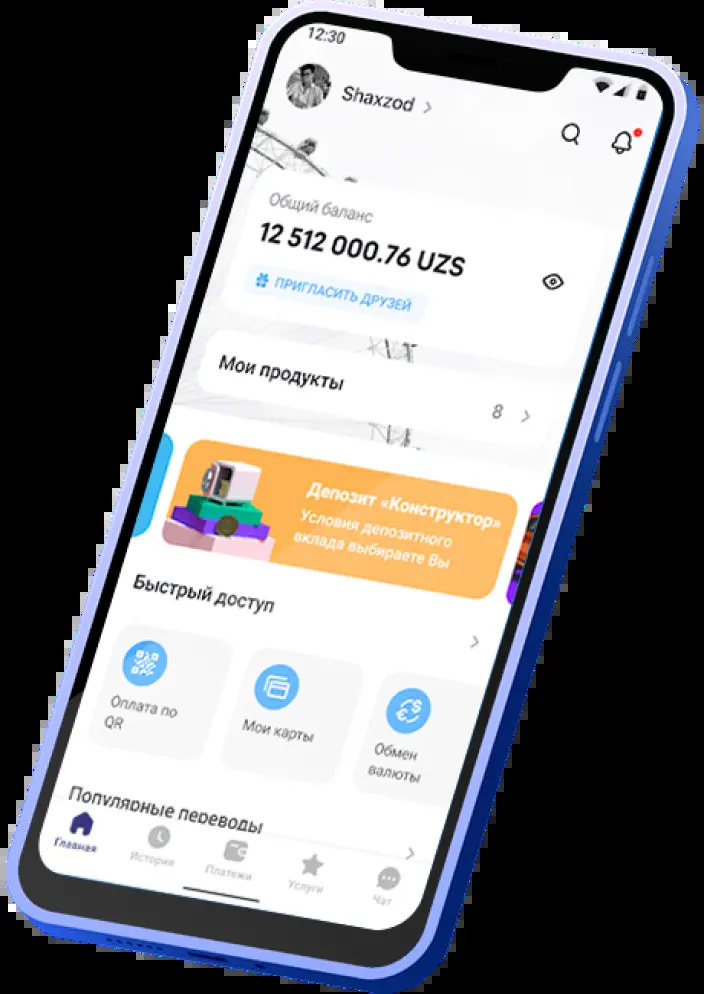 12:30
Shaxzod
Общий баланс
12 512 000.76 UZS
ПРИГЛАСИТЬ ДРУЗЕЙ
Мои продукты
8
Депозит «Конструктор»
Условия депозитного
вклада выбираете Вы
Быстрый доступ
Оплата по
QR
Мои карты
Обмен
валюты
Популярные переводы
Главная
История
Платежи
Услуги
Чат